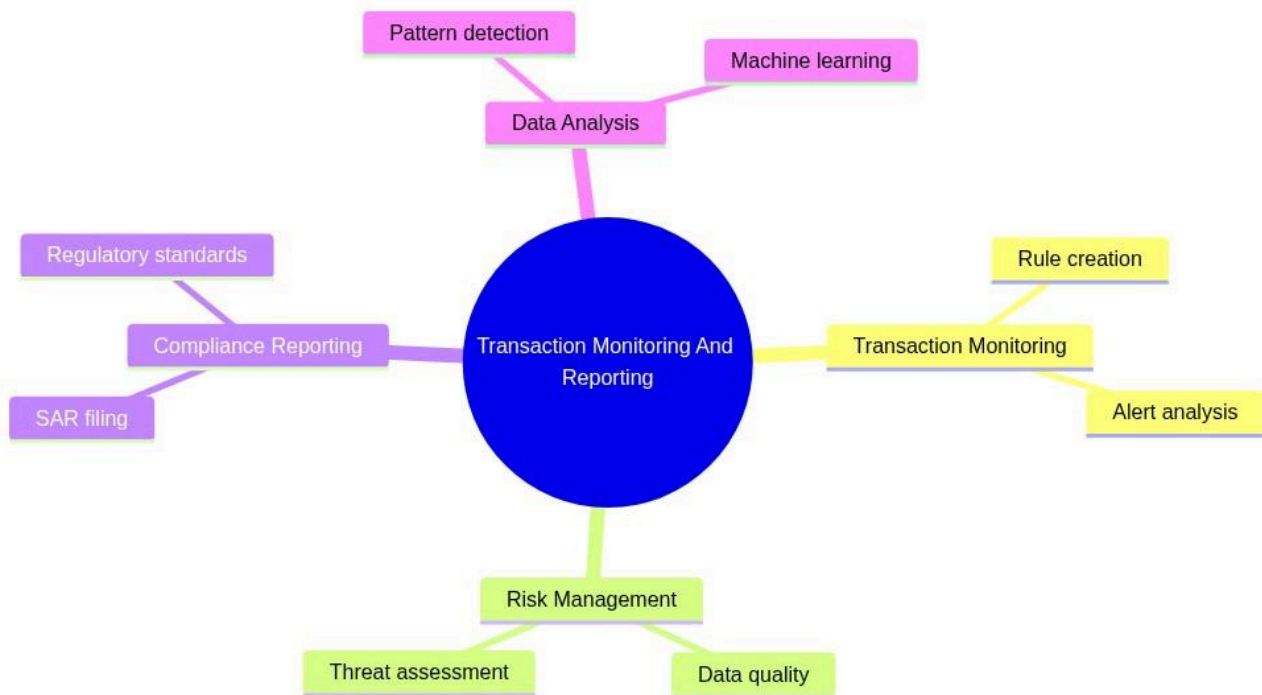 Pattern detection
Machine learning
Data Analysis
Regulatory standards
Rule creation
Compliance Reporting
Transaction Monitoring And
Reporting
Transaction Monitoring
SAR filing
Alert analysis
Risk Management
Threat assessment
Data quality